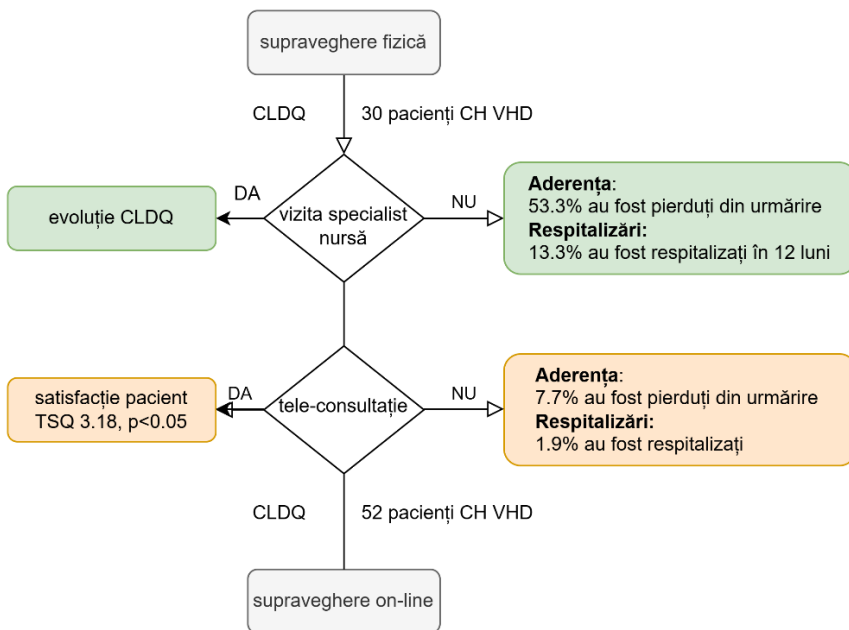 supraveghere fizică
CLDQ
30 pacienți CH VHD
DA
NU
evoluție CLDQ
vizita specialist
nursă
Aderența:
53.3% au fost pierduți din urmărire
Respitalizări:
13.3% au fost respitalizați în 12 luni
DA
NU
satisfacție pacient
TSQ 3.18, p<0.05
tele-consultație
Aderența:
7.7% au fost pierduți din urmărire
Respitalizări:
1.9% au fost respitalizați
CLDQ
52 pacienți CH VHD
supraveghere on-line